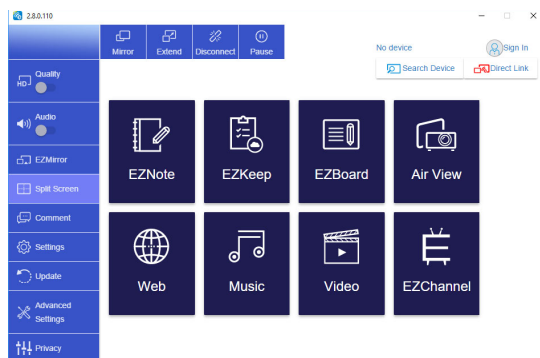 2.8.0.110
Mirror Extend Disconnect Pause
No device
Sign In
Search Device
Direct Link
HD Quality
Audio
EZMirror
Split Screen
Comment
Settings
Update
Advanced
Settings
Privacy
EZNote EZKeep EZBoard Air View
Web Music Video EZChannel